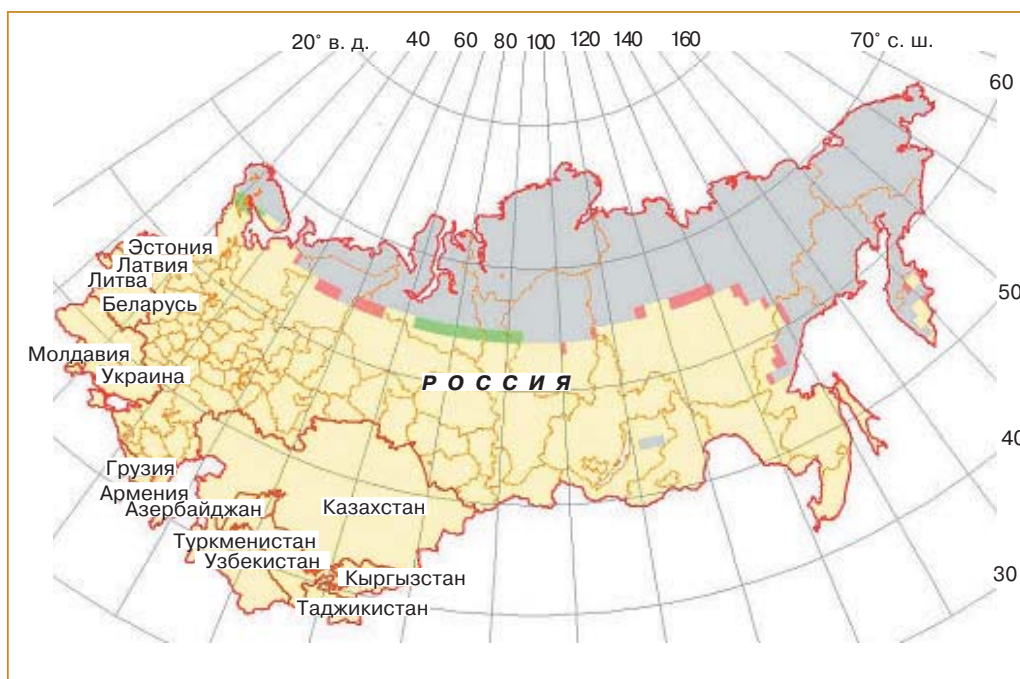 20° в. д. 40 60 80 100 120 140 160 70° с. ш.
60
Эстония
Латвия
Литва
50
Беларусь
Молдавия
Украина
РОССИЯ
40
Грузия
Армения
Азербайджан
Казахстан
Туркменистан
Узбекистан
30
Кыргызстан
Таджикистан